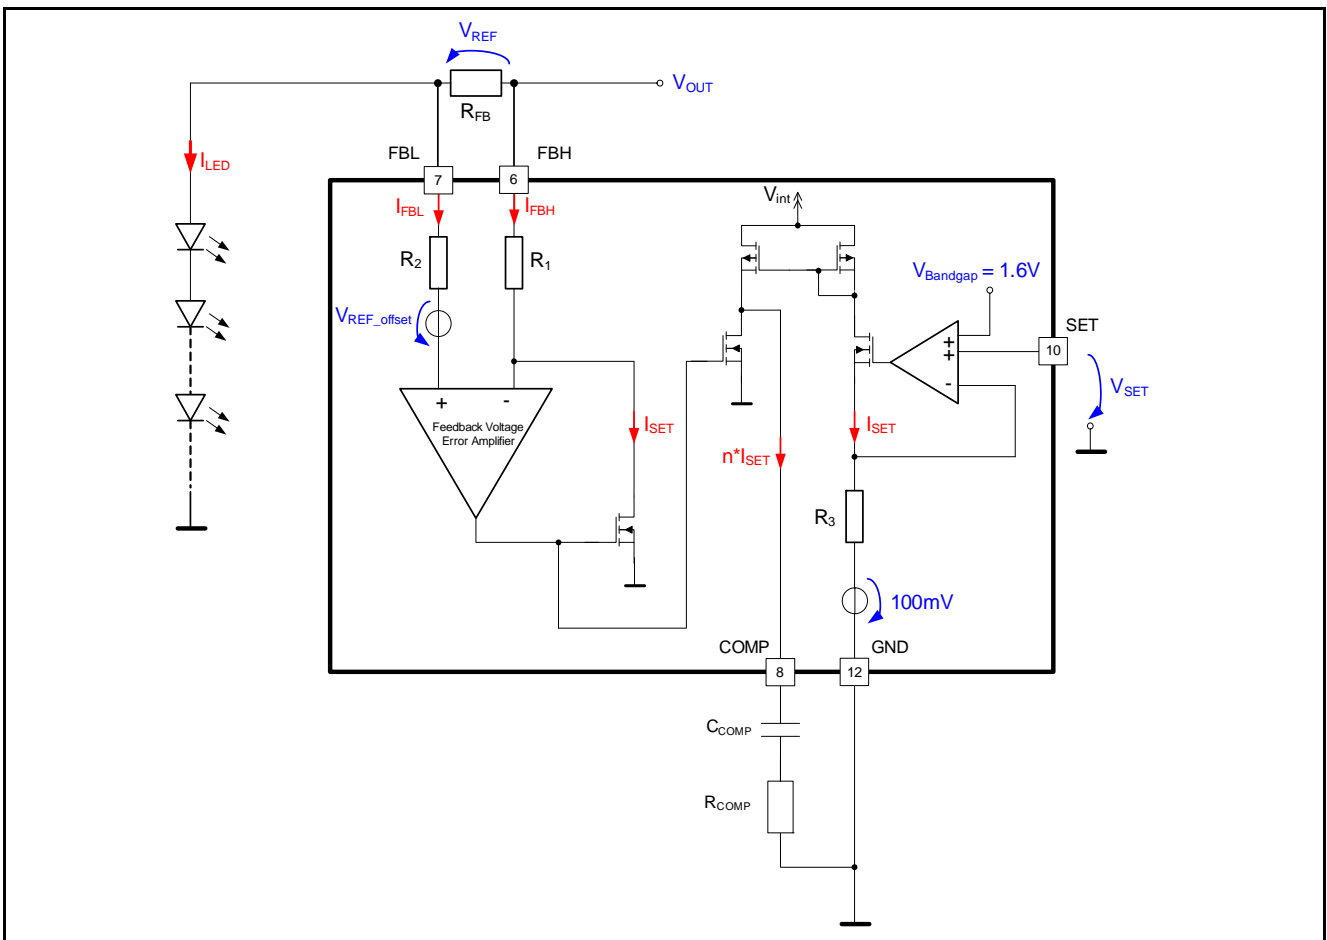 VREF
VOUT
RFB
FBL
FBH
ILED
7
6
IFBL
IFBH
Vint
R2
R1
VBandgap = 1.6V
VREF_offset
SET
+
+
10
-
VSET
+
-
Feedback Voltage
Error Amplifier
ISET
ISET
n*ISET
R3
100mV
COMP
GND
8
12
CCOMP
RCOMP